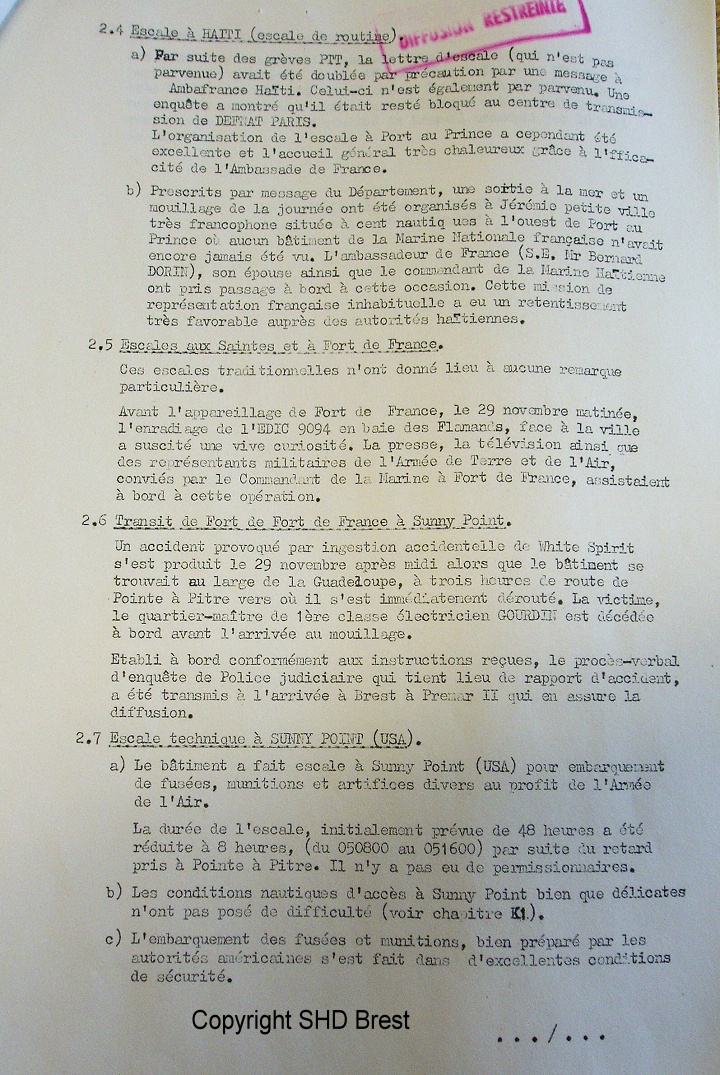 DIFFUSION RESTREINTE
2.4 Escale à HAITI (escale de routine).
a) Par suite des grèves PTT, la lettre d'escale (qui n'est pas
parvenue) avait été doublée par précaution par une message à
Ambafrance Haïti. Celui-ci n'est également par parvenu. Une
enquête a montré qu'il était resté bloqué au centre de transmis-
sion de DEFNAT PARIS.
L'organisation de l'escale à Port au Prince a cependant été
excellente et l'accueil général très chaleureux grâce à l'ffica-
cité de l'Ambassade de France.
b) Prescrits par message du Département, une sortie à la mer et un
mouillage de la journée ont été organisés à Jérémie petite ville
très francophone située à cent nautiq ues à l'ouest de Port au
Prince où aucun bâtiment de la Marine Nationale française n'avait
encore jamais été vu. L'ambassadeur de France (S.E. Mr Bernard
DORIN), son épouse ainsi que le commandant de la Marine Haïtienne
ont pris passage à bord à cette occasion. Cette mission de
représentation française inhabituelle a eu un retentissement
très favorable auprès des autorités haïtiennes.
2.5 Escales aux Saintes et à Fort de France.
Ces escales traditionnelles n'ont donné lieu à aucune remarque
particulière.
Avant l'appareillage de Fort de France, le 29 novembre matinée,
l'enradiage de l'EDIC 9094 en baie des Flamands, face à la ville
a suscité une vive curiosité. La presse, la télévision ainsi que
des représentants militaires de l'Armée de Terre et de l'Air,
conviés par le Commandant de la Marine à Fort de France, assistaient
à bord à cette opération.
2.6 Transit de Fort de Fort de France à Sunny Point.
Un accident provoqué par ingestion accidentelle de White Spirit
s'est produit le 29 novembre après midi alors que le bâtiment se
trouvait au large de la Guadeloupe, à trois heures de route de
Pointe à Pitre vers où il s'est immédiatement dérouté. La victime,
le quartier-maître de 1ère classe électricien GOURDIN est décédée
à bord avant l'arrivée au mouillage.
Etabli à bord conformément aux instructions reçues, le procès-verbal
d'enquête de Police judiciaire qui tient lieu de rapport d'accident,
a été transmis à l'arrivée à Brest à Premar II qui en assure la
diffusion.
2.7 Escale technique à SUNNY POINT (USA).
a) Le bâtiment a fait escale à Sunny Point (USA) pour embarquement
de fusées, munitions et artifices divers au profit de l'Armée
de l'Air.
La durée de l'escale, initialement prévue de 48 heures a été
réduite à 8 heures, (du 050800 au 051600) par suite du retard
pris à Pointe à Pitre. Il n'y a pas eu de permissionnaires.
b) Les conditions nautiques d'accès à Sunny Point bien que délicates
n'ont pas posé de difficulté (voir chapitre K1.).
c) L'embarquement des fusées et munitions, bien préparé par les
autorités américaines s'est fait dans d'excellentes conditions
de sécurité.
Copyright SHD Brest
.../...